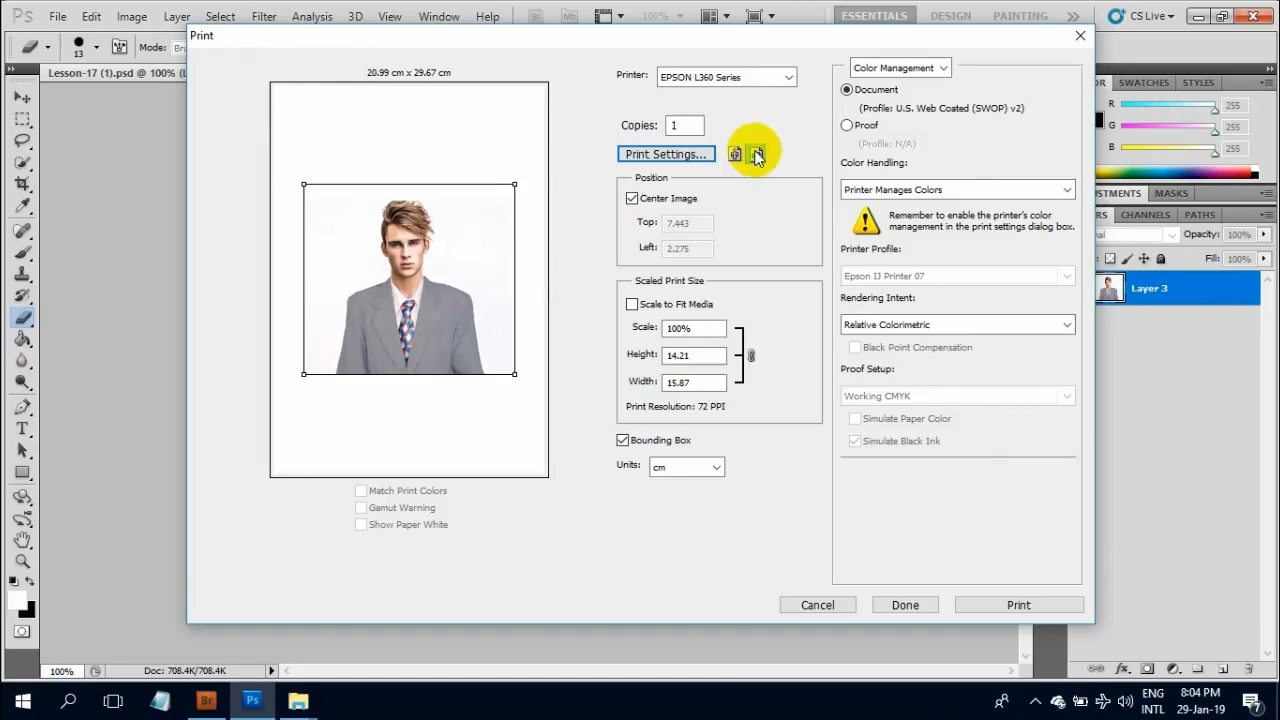 Ps File Edit Image Layer Select Filter Analysis 3D View Window Help Br Mb 100% ESSENTIALS DESIGN PAINTING CS Live
13 Mode:
Lesson-17 (1).psd @ 100%
Print
20.99 cm x 29.67 cm
Printer: EPSON L360 Series
Copies: 1
Print Settings...
Position
Center Image
Top: 7.443
Left: 2.275
Scaled Print Size
Scale to Fit Media
Scale: 100%
Height: 14.21
Width: 15.87
Print Resolution: 72 PPI
Bounding Box
Units: cm
Match Print Colors
Gamut Warning
Show Paper White
Color Management
Document
(Profile: U.S. Web Coated (SWOP) v2)
Proof
(Profile: N/A)
Color Handling:
Printer Manages Colors
Remember to enable the printer's color
management in the print settings dialog box.
Printer Profile:
Epson IJ Printer 07
Rendering Intent:
Relative Colorimetric
Black Point Compensation
Proof Setup:
Working CMYK
Simulate Paper Color
Simulate Black Ink
Cancel Done Print
SWATCHES STYLES
R 255
G 255
B 255
MASKS
CHANNELS PATHS
Opacity: 100%
Fill: 100%
Layer 3
100% Doc: 708.4K/708.4K
Br Ps ENG
INTL
8:04 PM
29-Jan-19
7